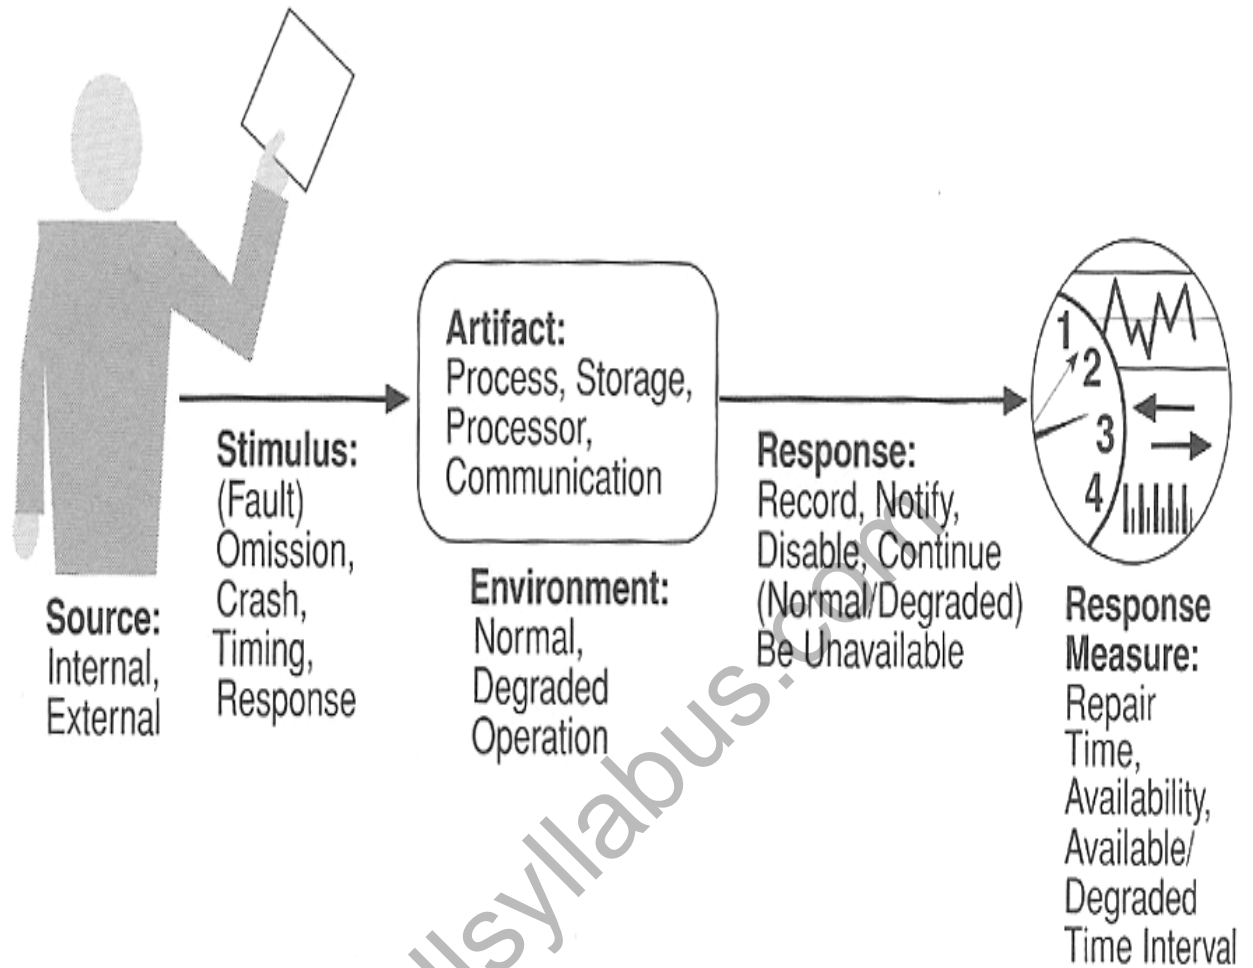 Source:
Internal,
External
Stimulus:
(Fault)
Omission,
Crash,
Timing,
Response
Artifact:
Process, Storage,
Processor,
Communication
Environment:
Normal,
Degraded
Operation
Response:
Record, Notify,
Disable, Continue
(Normal/Degraded)
Be Unavailable
1
2
3
4
Response
Measure:
Repair
Time,
Availability,
Available/
Degraded
Time Interval
llsyllabus.com